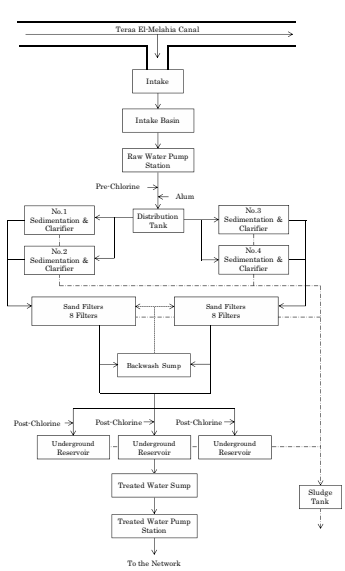 Teraa El-Melahia Canal
Intake
Intake Basin
Raw Water Pump
Station
Pre-Chlorine
Alum
Distribution
Tank
No.1
Sedimentation &
Clarifier
No.3
Sedimentation &
Clarifier
No.2
Sedimentation &
Clarifier
No.4
Sedimentation &
Clarifier
Sand Filters
8 Filters
Sand Filters
8 Filters
Backwash Sump
Post-Chlorine
Post-Chlorine
Post-Chlorine
Underground
Reservoir
Underground
Reservoir
Underground
Reservoir
Treated Water Sump
Sludge
Tank
Treated Water Pump
Station
To the Network